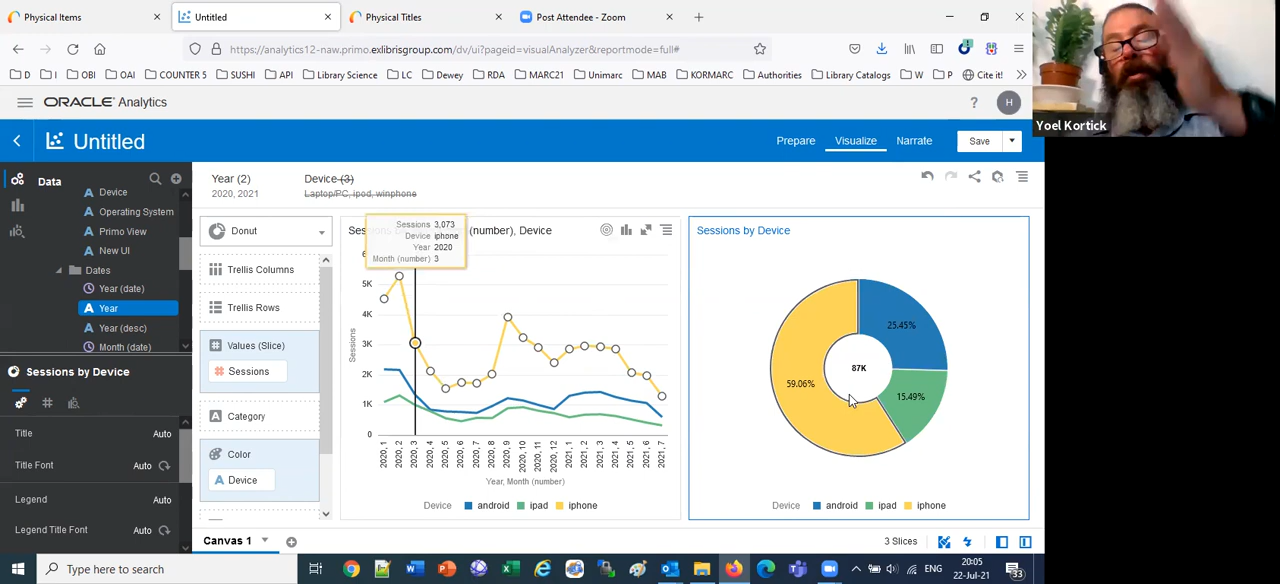 Physical Items
Untitled
Physical Titles
Post Attendee - Zoom
https://analytics12-naw.primo.exlibrisgroup.com/dv/ui?pageid=visualAnalyzer&reportmode=full#
D
I
OBI
OAI
COUNTER 5
SUSHI
API
Library Science
LC
Dewey
RDA
MARC21
Unimarc
MAB
KORMARC
Authorities
Library Catalogs
W
P
Cite it!
ORACLE Analytics
?
H
Yoel Kortick
Untitled
Prepare
Visualize
Narrate
Save
Data
Device
Operating System
Primo View
New UI
Dates
Year (date)
Year
Year (desc)
Month (date)
Year (2)
2020, 2021
Device (3)
Laptop/PC, ipod, winphone
Donut
Trellis Columns
Trellis Rows
Values (Slice)
Sessions
Category
Color
Device
(number), Device
Sessions 3,073
Device iphone
Year 2020
Month (number) 3
5K
4K
3K
2K
1K
0
Sessions
2020, 1
2020, 2
2020, 3
2020, 4
2020, 5
2020, 6
2020, 7
2020, 8
2020, 9
2020, 10
2020, 11
2020, 12
2021, 1
2021, 2
2021, 3
2021, 4
2021, 5
2021, 6
2021, 7
Year, Month (number)
Device android ipad iphone
Sessions by Device
25.45%
59.06%
15.49%
87K
Device android ipad iphone
Sessions by Device
Title Auto
Title Font Auto
Legend Auto
Legend Title Font Auto
Canvas 1
3 Slices
Type here to search
ENG
20:05
22-Jul-21
33